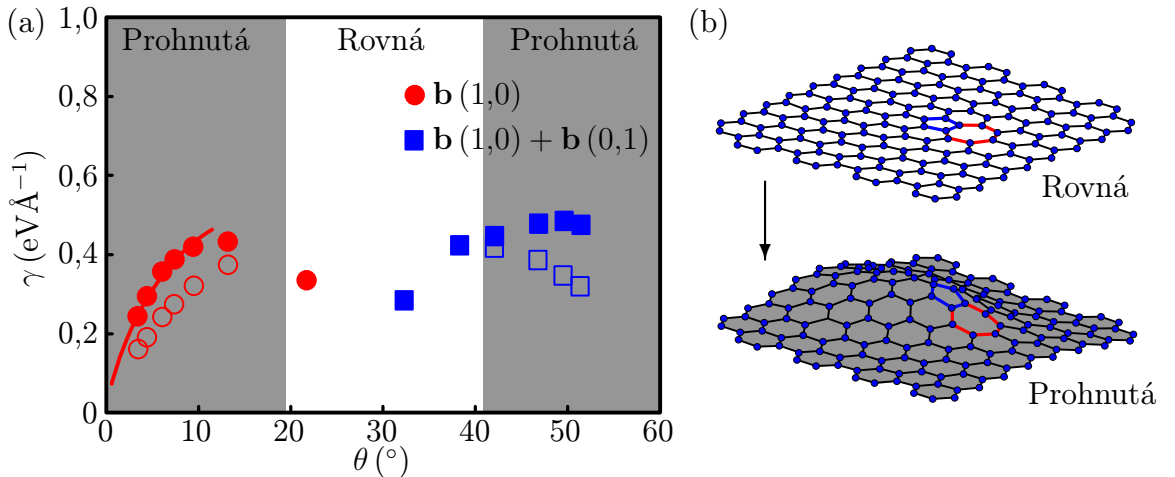 (a)
1,0
0,8
0,6
0,4
0,2
0
γ (eVÅ⁻¹)
Prohnutá Rovná Prohnutá
b (1,0)
b (1,0) + b (0,1)
0 10 20 30 40 50 60
θ (°)
(b)
Rovná
Prohnutá